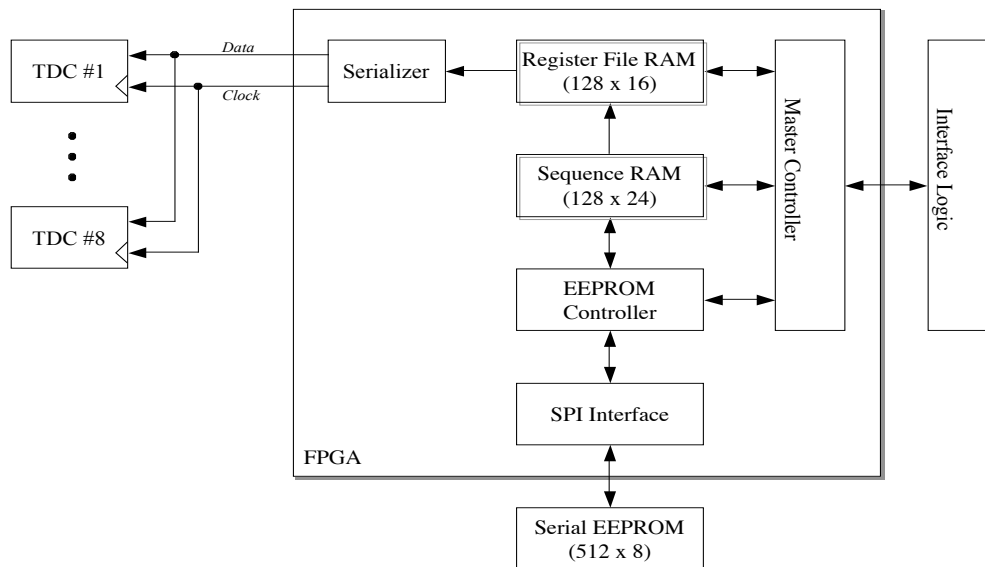 TDC #1
Data
Clock
Serializer
Register File RAM
(128 x 16)
Master Controller
Interface Logic
Sequence RAM
(128 x 24)
TDC #8
EEPROM
Controller
SPI Interface
FPGA
Serial EEPROM
(512 x 8)